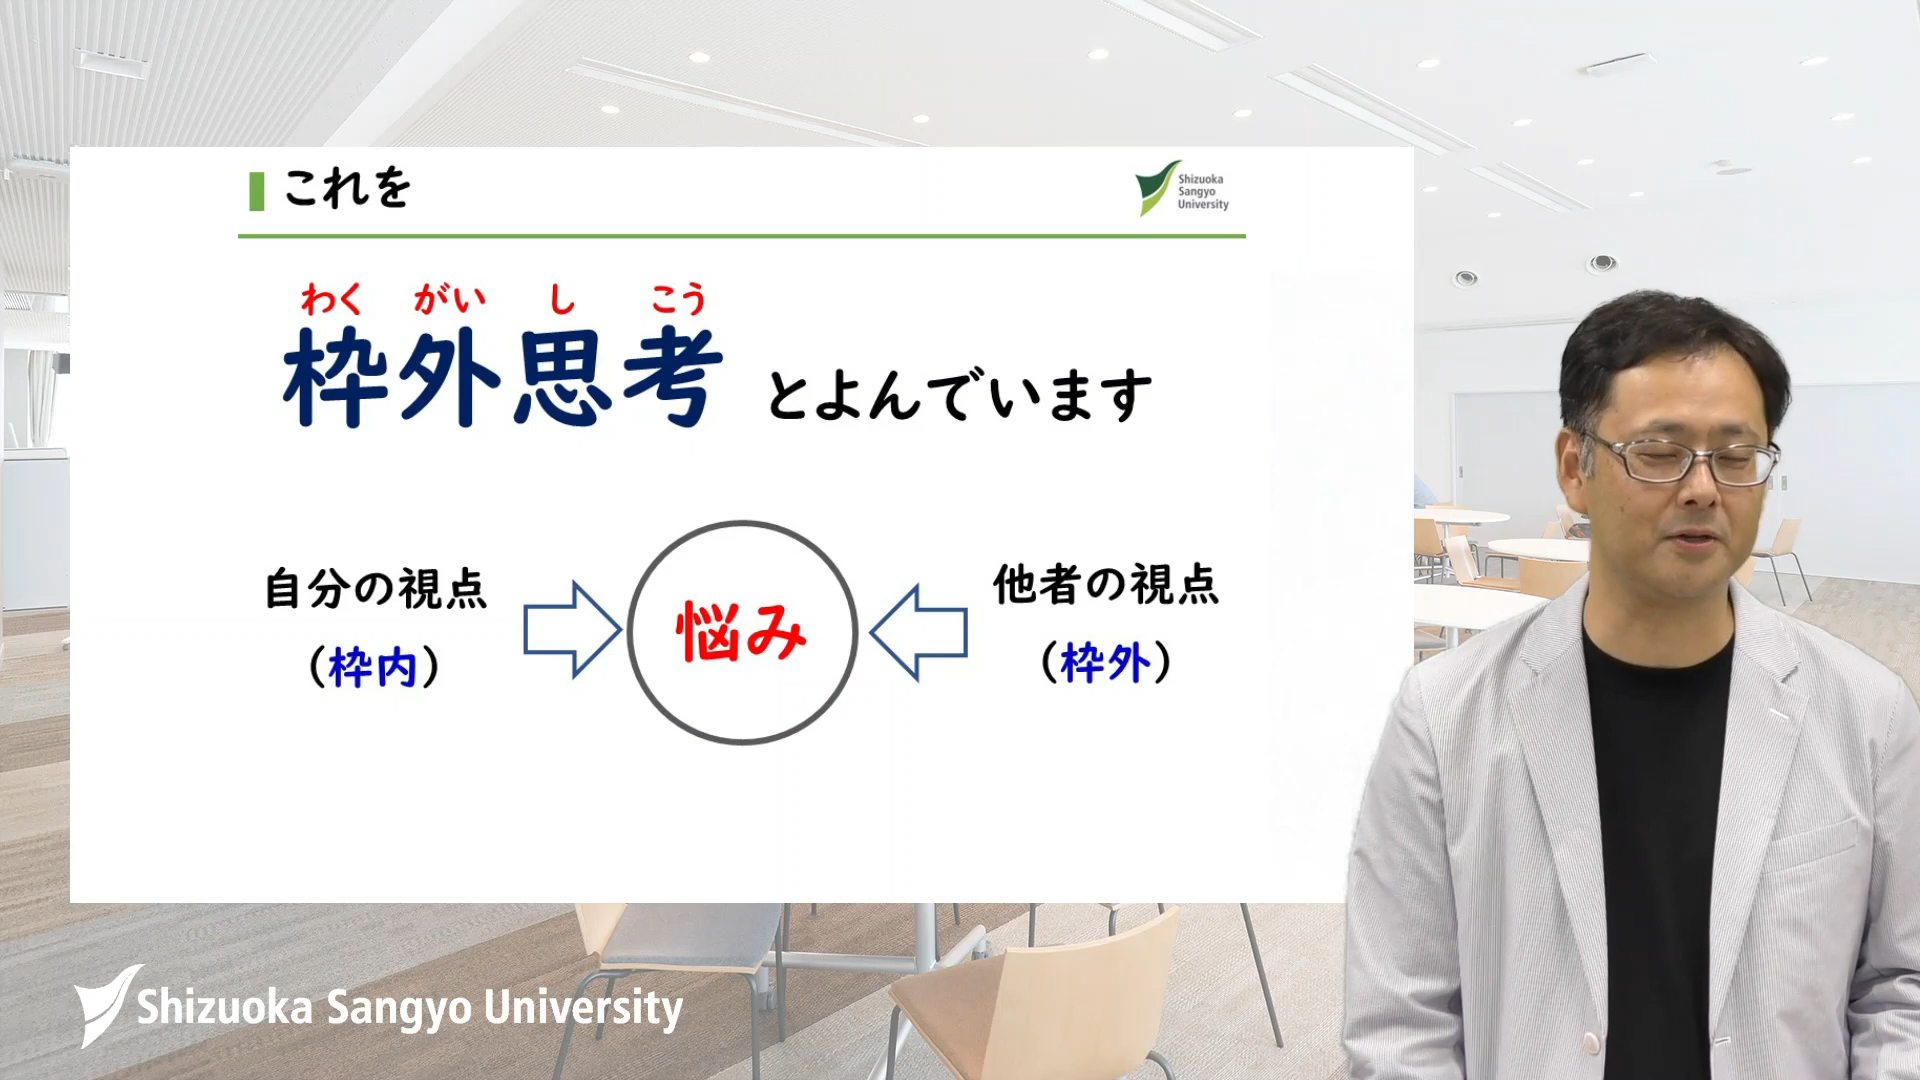 これを
Shizuoka
Sangyo
University
わく がい し こう
枠外思考 とよんでいます
自分の視点
(枠内)
悩み
他者の視点
(枠外)
Shizuoka Sangyo University